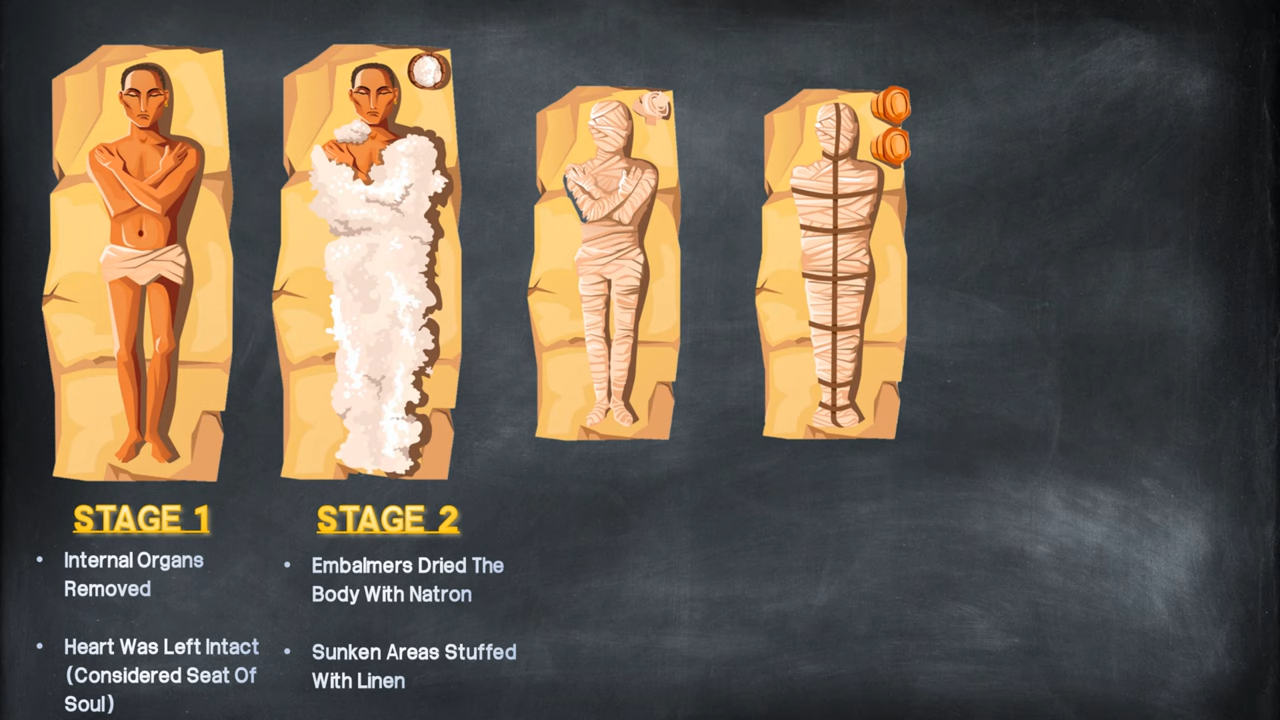 STAGE 1
• Internal Organs
Removed
• Heart Was Left Intact
(Considered Seat Of
Soul)
STAGE 2
• Embalmers Dried The
Body With Natron
• Sunken Areas Stuffed
With Linen